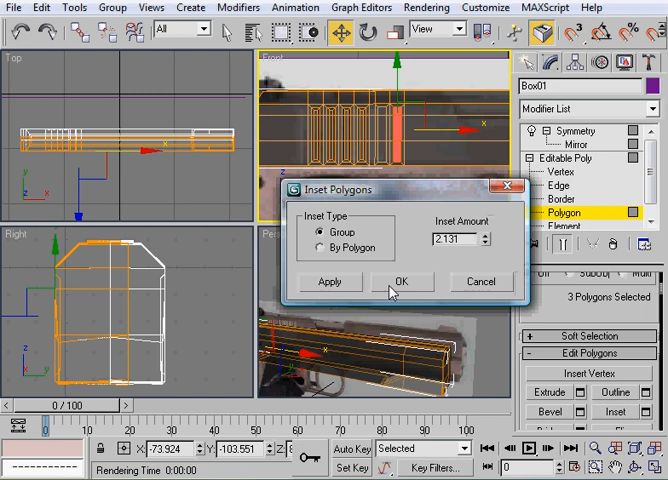 File Edit Tools Group Views Create Modifiers Animation Graph Editors Rendering Customize MAXScript Help
All
View
Top
Front
Box01
Modifier List
Symmetry
Mirror
Editable Poly
Vertex
Edge
Border
Polygon
Element
Inset Polygons
Inset Type
Group
By Polygon
Inset Amount
2.131
Apply OK Cancel
Right
3 Polygons Selected
+ Soft Selection
- Edit Polygons
Insert Vertex
Extrude Outline
Bevel Inset
0 / 100
0 10 20 30 40 50 60 70 80 90 100
X: -73.924 Y: -103.551 Z:
Auto Key Selected
Set Key Key Filters...
0
Rendering Time 0:00:00